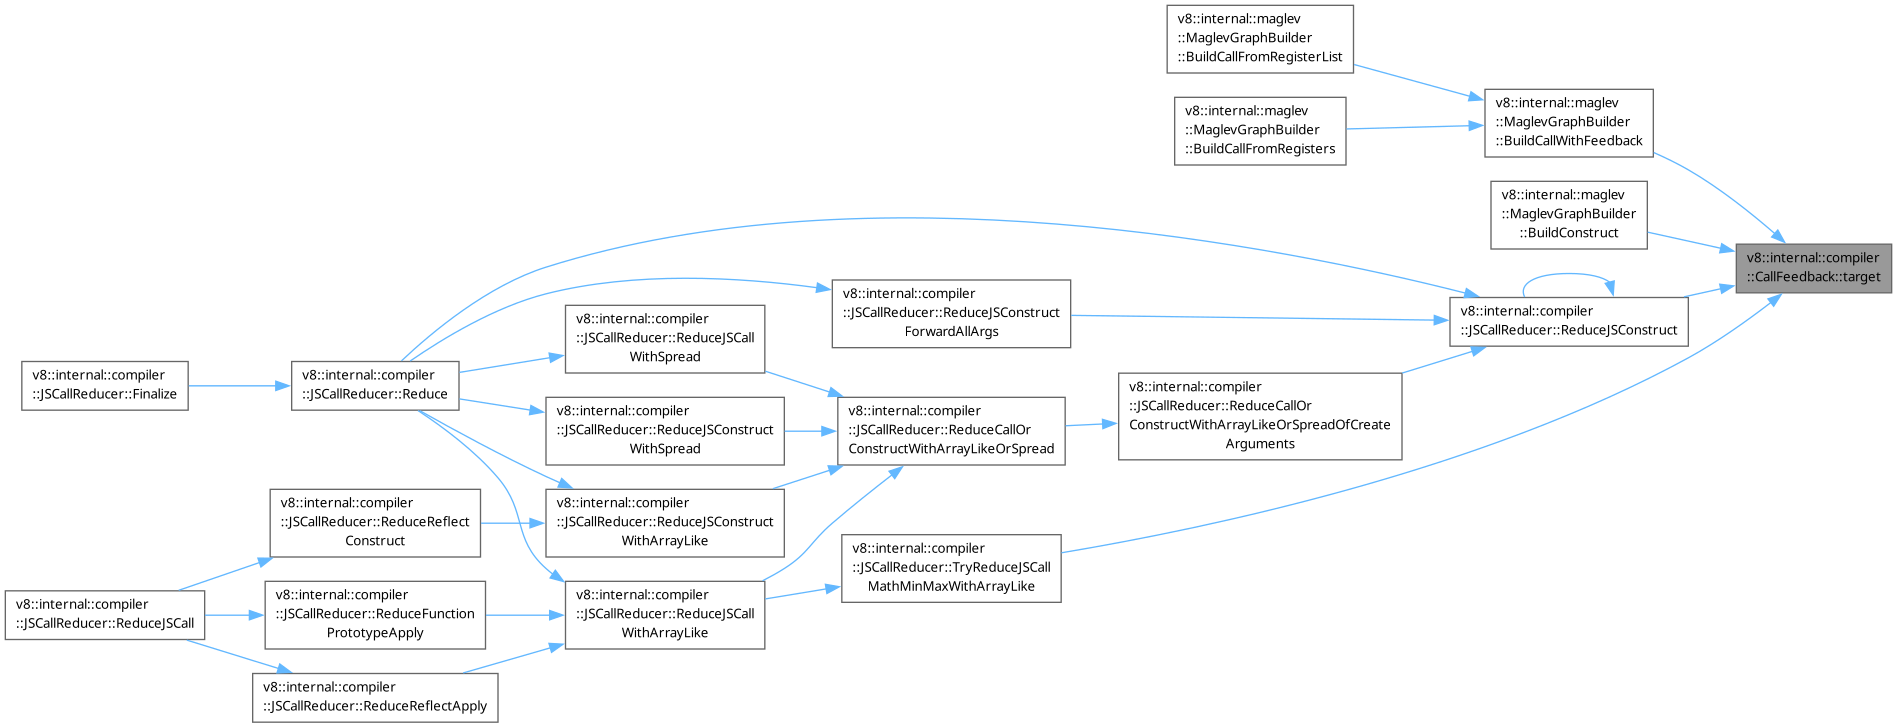 v8::internal::maglev
::MaglevGraphBuilder
::BuildCallFromRegisterList
v8::internal::maglev
::MaglevGraphBuilder
::BuildCallWithFeedback
v8::internal::maglev
::MaglevGraphBuilder
::BuildCallFromRegisters
v8::internal::maglev
::MaglevGraphBuilder
::BuildConstruct
v8::internal::compiler
::CallFeedback::target
v8::internal::compiler
::JSCallReducer::ReduceJSConstruct
ForwardAllArgs
v8::internal::compiler
::JSCallReducer::ReduceJSConstruct
v8::internal::compiler
::JSCallReducer::ReduceJSCall
WithSpread
v8::internal::compiler
::JSCallReducer::Finalize
v8::internal::compiler
::JSCallReducer::Reduce
v8::internal::compiler
::JSCallReducer::ReduceCallOr
ConstructWithArrayLikeOrSpreadOfCreate
Arguments
v8::internal::compiler
::JSCallReducer::ReduceJSConstruct
WithSpread
v8::internal::compiler
::JSCallReducer::ReduceCallOr
ConstructWithArrayLikeOrSpread
v8::internal::compiler
::JSCallReducer::ReduceReflect
Construct
v8::internal::compiler
::JSCallReducer::ReduceJSConstruct
WithArrayLike
v8::internal::compiler
::JSCallReducer::TryReduceJSCall
MathMinMaxWithArrayLike
v8::internal::compiler
::JSCallReducer::ReduceJSCall
v8::internal::compiler
::JSCallReducer::ReduceFunction
PrototypeApply
v8::internal::compiler
::JSCallReducer::ReduceJSCall
WithArrayLike
v8::internal::compiler
::JSCallReducer::ReduceReflectApply